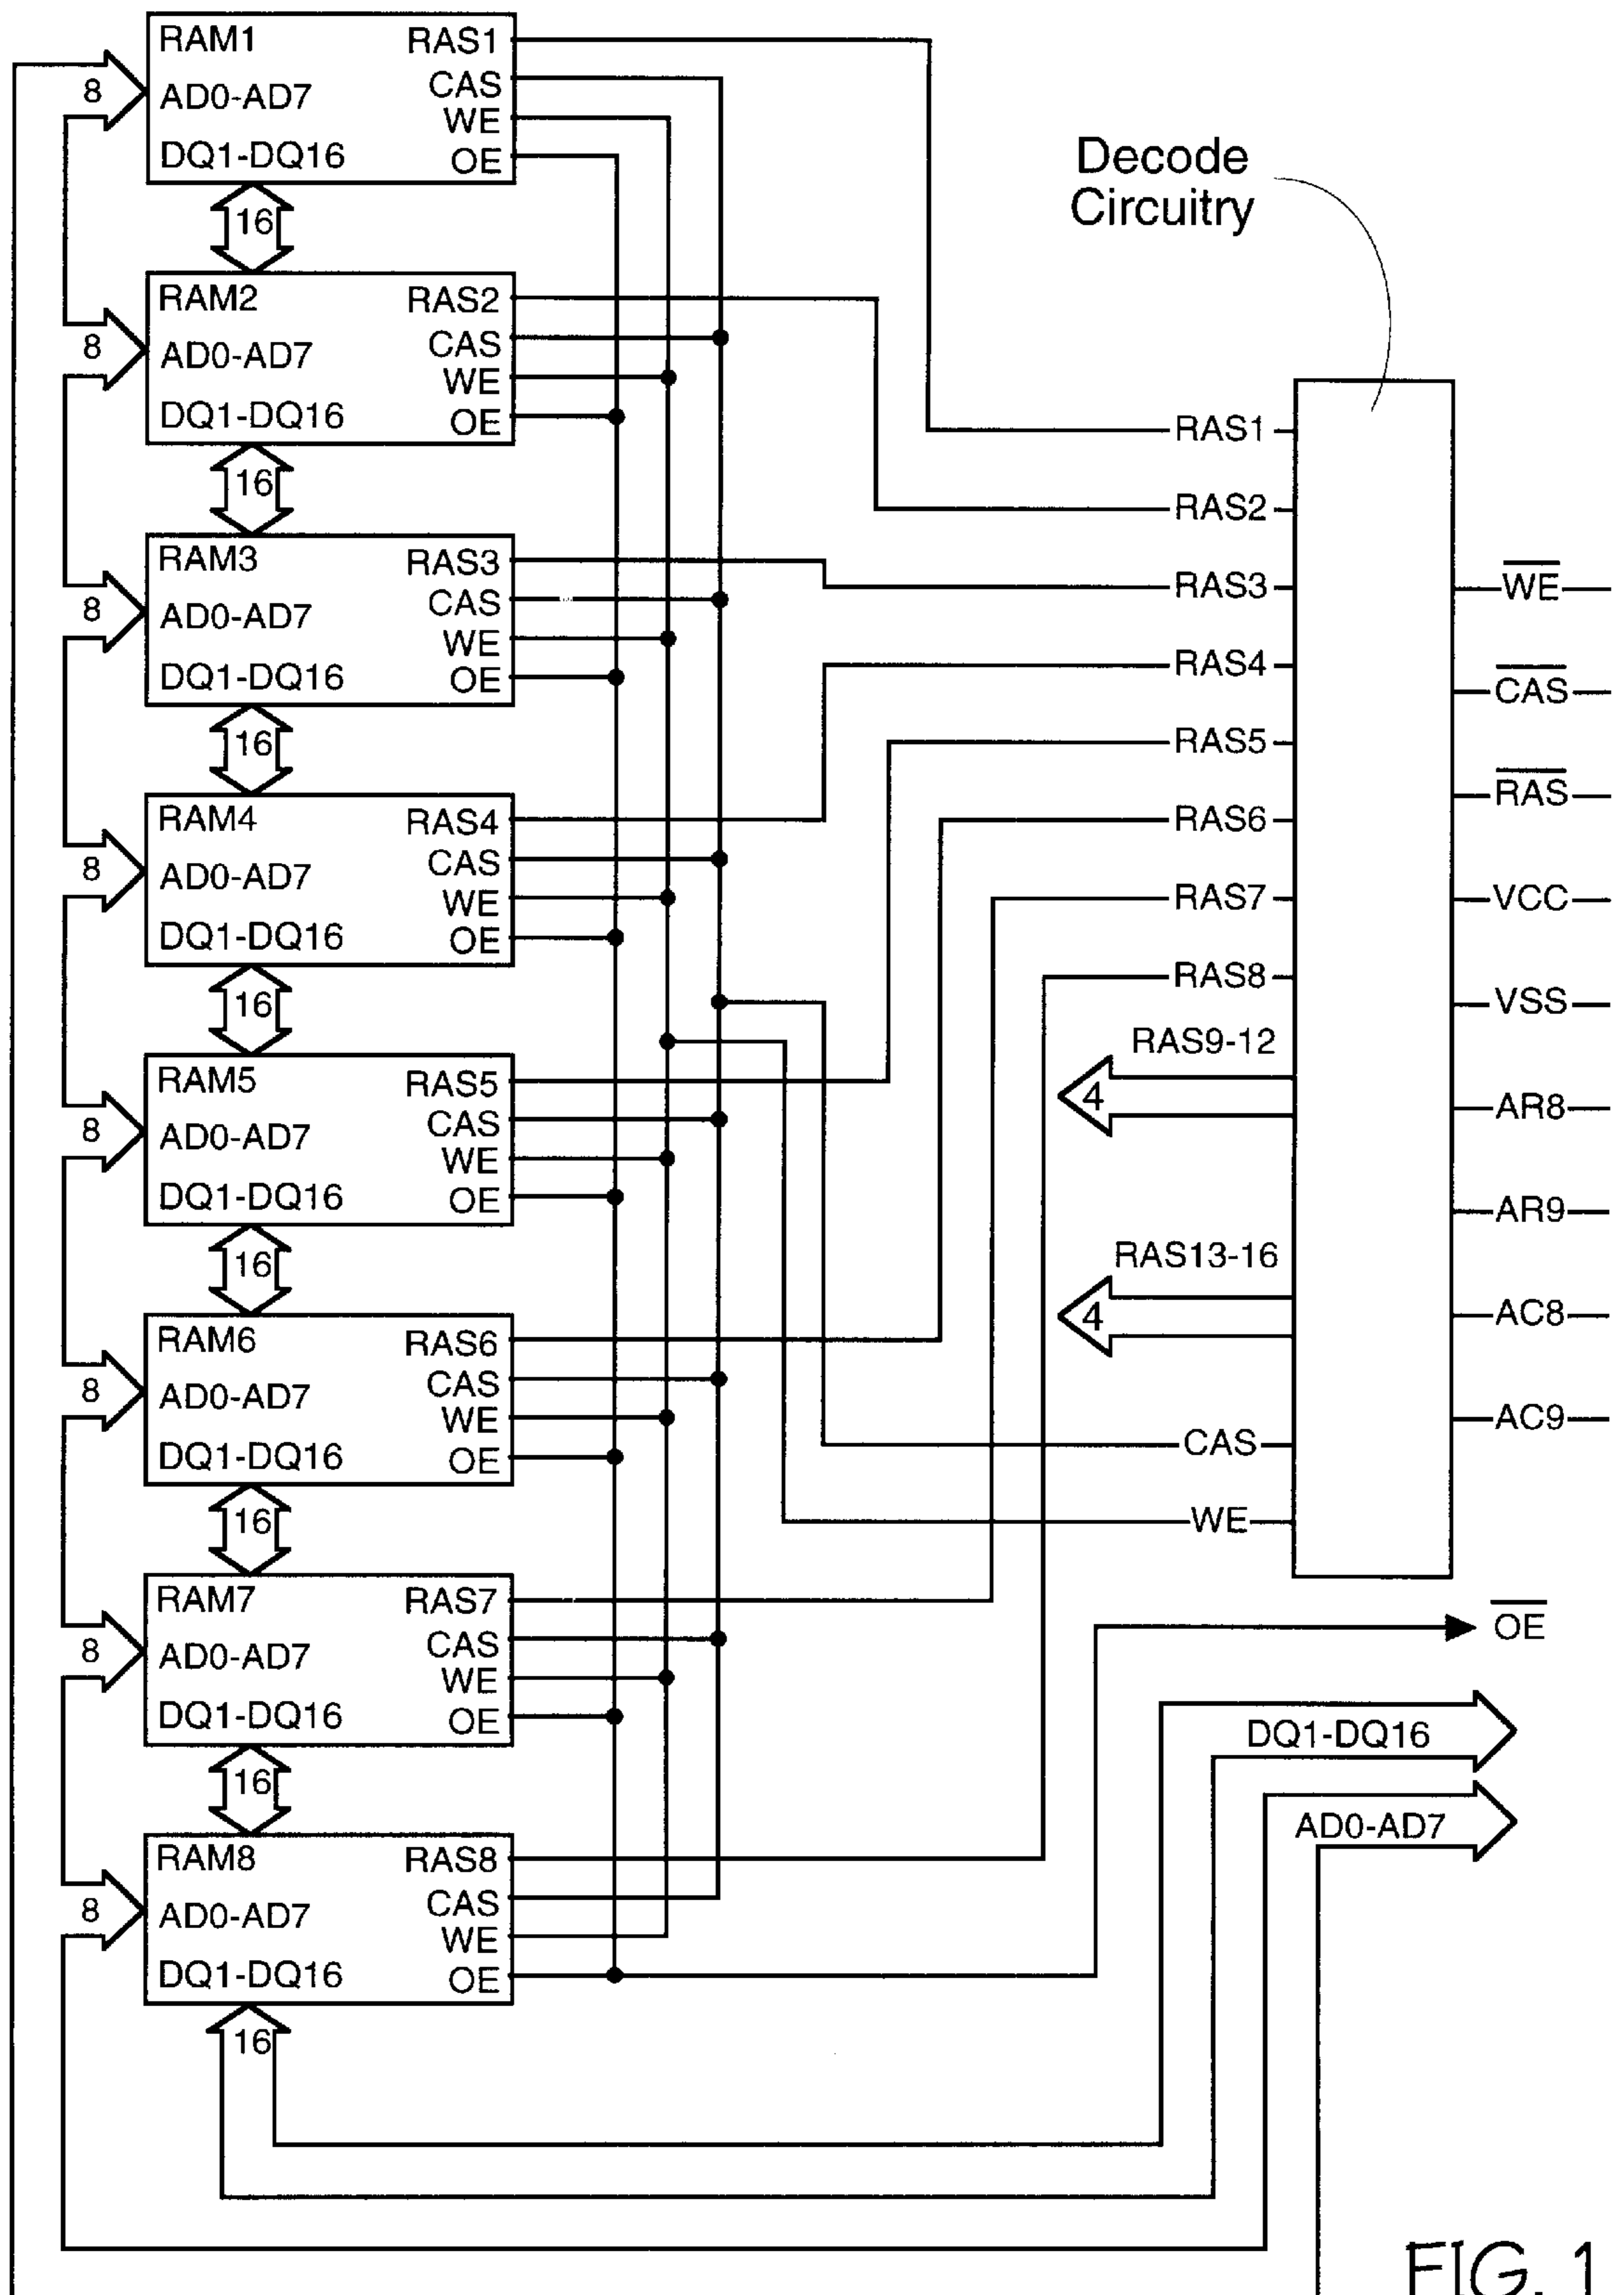 RAM1 RAS1
CAS
8 AD0-AD7
WE
DQ1-DQ16 OE
16
RAM2 RAS2
CAS
8 AD0-AD7
WE
DQ1-DQ16 OE
16
RAM3 RAS3
CAS
8 AD0-AD7
WE
DQ1-DQ16 OE
16
RAM4 RAS4
CAS
8 AD0-AD7
WE
DQ1-DQ16 OE
16
RAM5 RAS5
CAS
8 AD0-AD7
WE
DQ1-DQ16 OE
16
RAM6 RAS6
CAS
8 AD0-AD7
WE
DQ1-DQ16 OE
16
RAM7 RAS7
CAS
8 AD0-AD7
WE
DQ1-DQ16 OE
16
RAM8 RAS8
CAS
8 AD0-AD7
WE
DQ1-DQ16 OE
16
Decode
Circuitry
RAS1
RAS2
RAS3
RAS4
RAS5
RAS6
RAS7
RAS8
RAS9-12
4
RAS13-16
4
CAS
WE
W̅E̅
C̅A̅S̅
R̅A̅S̅
VCC
VSS
AR8
AR9
AC8
AC9
O̅E̅
DQ1-DQ16
AD0-AD7
FIG. 1